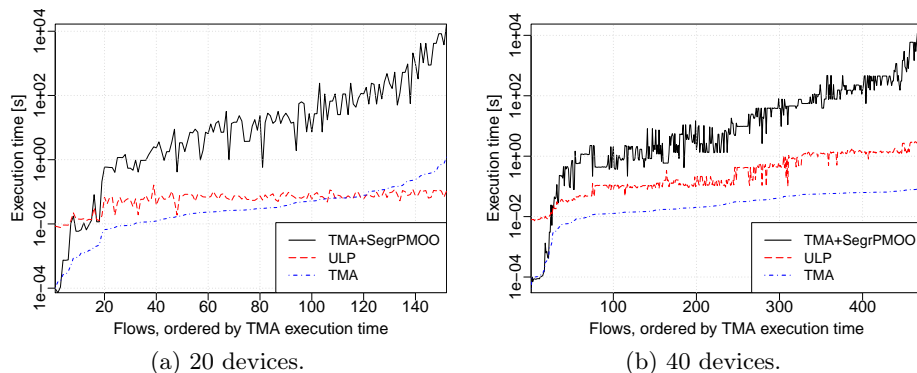 Execution time [s]
1e+04
1e+02
1e+00
1e-02
1e-04
TMA+SegrPMOO
ULP
TMA
20 40 60 80 100 120 140
Flows, ordered by TMA execution time
(a) 20 devices.
Execution time [s]
1e+04
1e+02
1e+00
1e-02
1e-04
TMA+SegrPMOO
ULP
TMA
100 200 300 400
Flows, ordered by TMA execution time
(b) 40 devices.